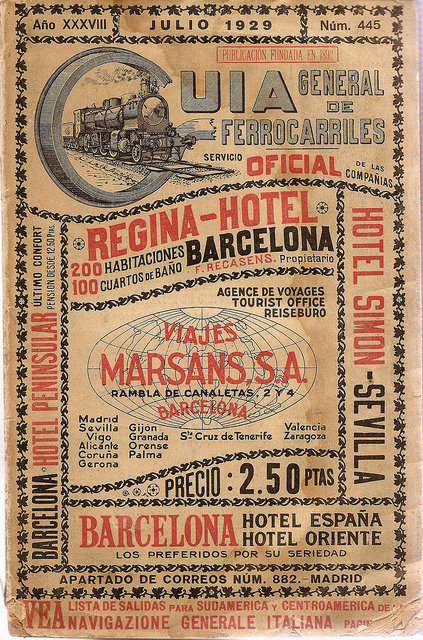 Año XXXVIII
JULIO 1929
Núm. 445
PUBLICACIÓN FUNDADA EN 1892
GUIA GENERAL
DE
FERROCARRILES
SERVICIO OFICIAL DE LAS COMPAÑIAS
REGINA-HOTEL
200 HABITACIONES BARCELONA
100 CUARTOS DE BAÑO F. RECASENS. Propietario
BARCELONA-HOTEL PENINSULAR
ULTIMO CONFORT
PENSION DESDE 12.50 Ptas.
HOTEL SIMON-SEVILLA
AGENCE DE VOYAGES
TOURIST OFFICE
REISEBURO
VIAJES
MARSANS, S.A.
RAMBLA DE CANALETAS, 2 Y 4
BARCELONA
Madrid
Sevilla Gijon Valencia
Vigo Granada Sta Cruz de Tenerife Zaragoza
Alicante Orense
Coruña Palma
Gerona
PRECIO: 2.50 PTAS
BARCELONA HOTEL ESPAÑA
HOTEL ORIENTE
LOS PREFERIDOS POR SU SERIEDAD
APARTADO DE CORREOS NÚM. 882.-MADRID
VEA LISTA DE SALIDAS PARA SUDAMERICA Y CENTROAMERICA DE
NAVIGAZIONE GENERALE ITALIANA